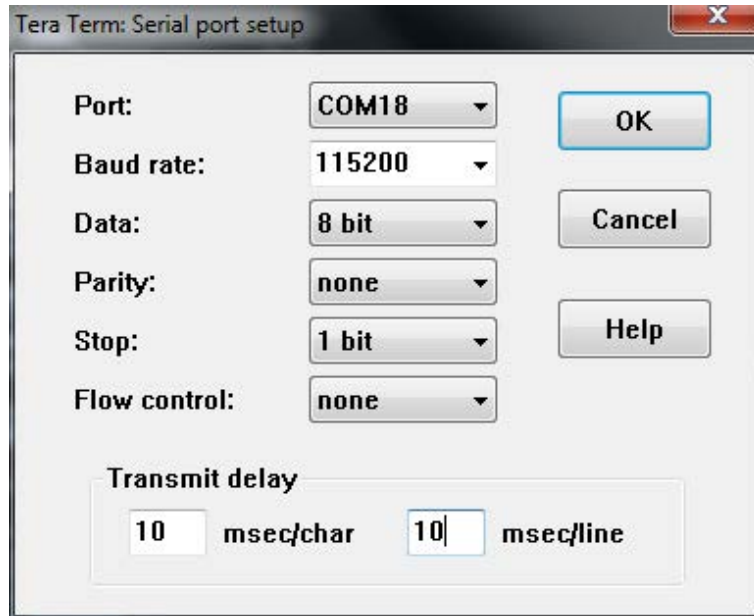 Tera Term: Serial port setup
Port: COM18 OK
Baud rate: 115200
Data: 8 bit Cancel
Parity: none
Stop: 1 bit Help
Flow control: none
Transmit delay
10 msec/char 10 msec/line